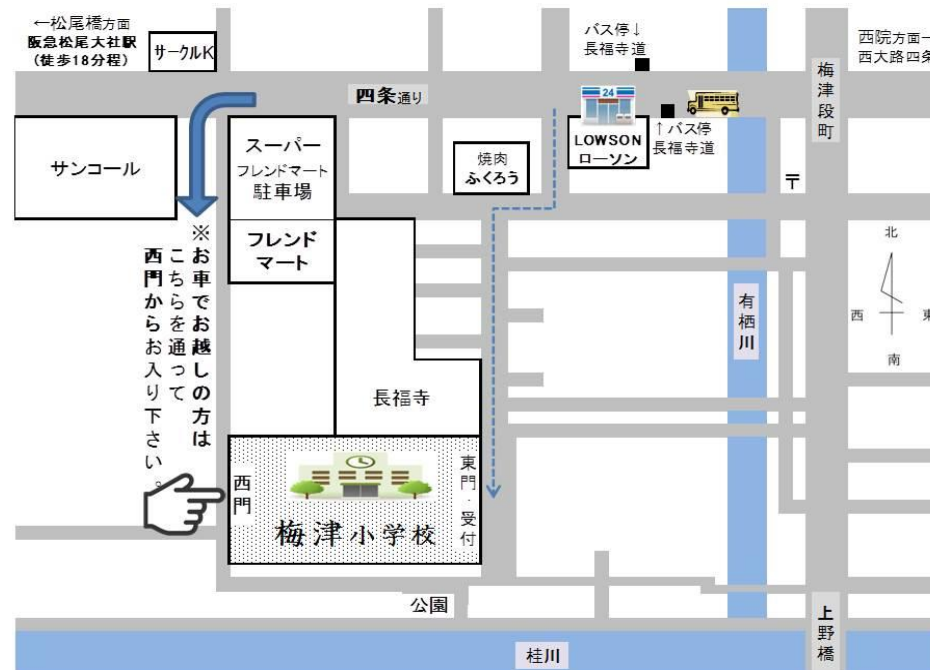 ←松尾橋方面
阪急松尾大社駅
(徒歩18分程)
サークルK
バス停↓
長福寺道
西院方面→
西大路四条
梅津段町
四条通り
24
LOWSON
ローソン
↑バス停
長福寺道
サンコール
スーパー
フレンドマート
駐車場
焼肉
ふくろう
〒
フレンド
マート
※お車でお越しの方は
こちらを通って
西門からお入り下さい。
有栖川
北
西
東
南
長福寺
西門
東門・受付
梅津小学校
公園
上野橋
桂川